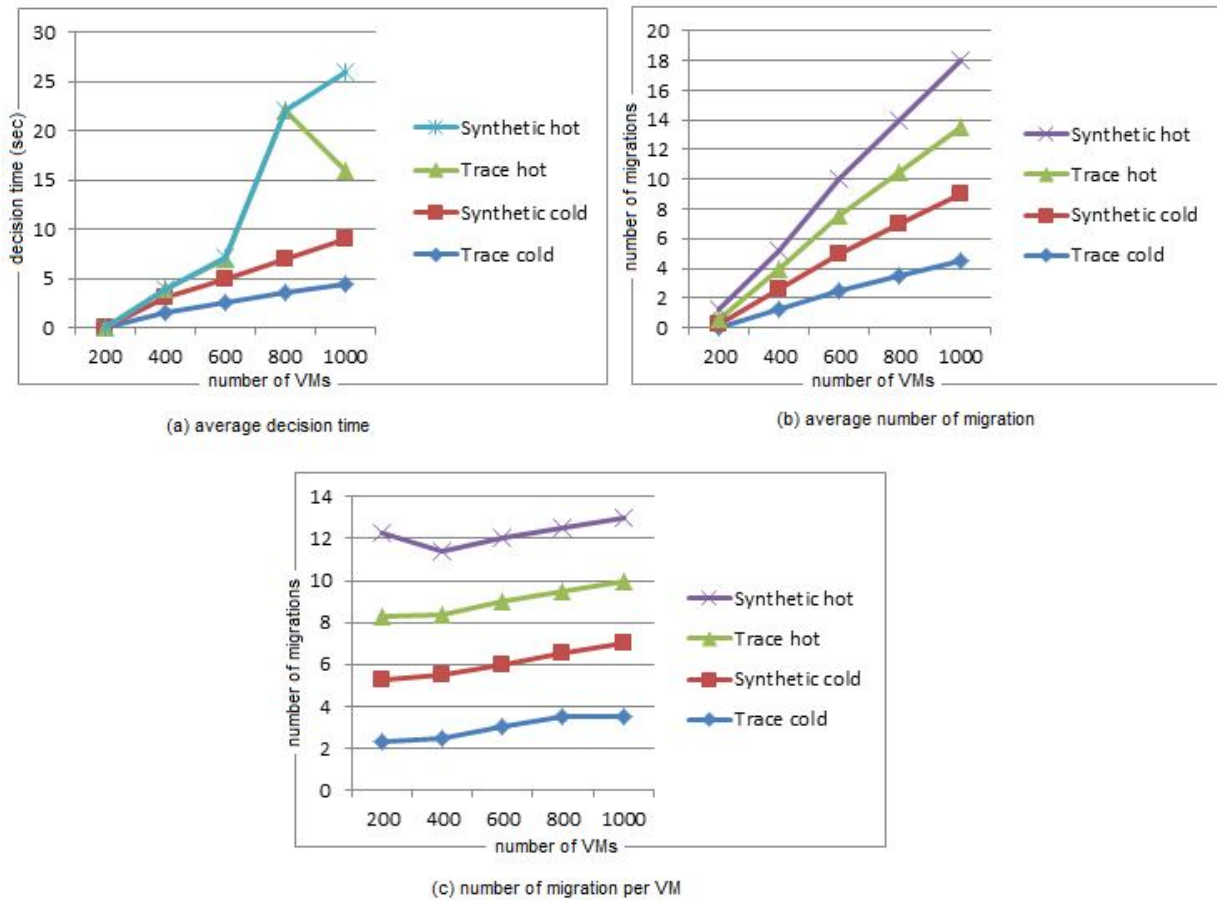 30
25
20
15
10
5
0
decision time (sec)
200 400 600 800 1000
number of VMs
Synthetic hot
Trace hot
Synthetic cold
Trace cold
(a) average decision time
20
18
16
14
12
10
8
6
4
2
0
number of migrations
200 400 600 800 1000
number of VMs
Synthetic hot
Trace hot
Synthetic cold
Trace cold
(b) average number of migration
14
12
10
8
6
4
2
0
number of migrations
200 400 600 800 1000
number of VMs
Synthetic hot
Trace hot
Synthetic cold
Trace cold
(c) number of migration per VM